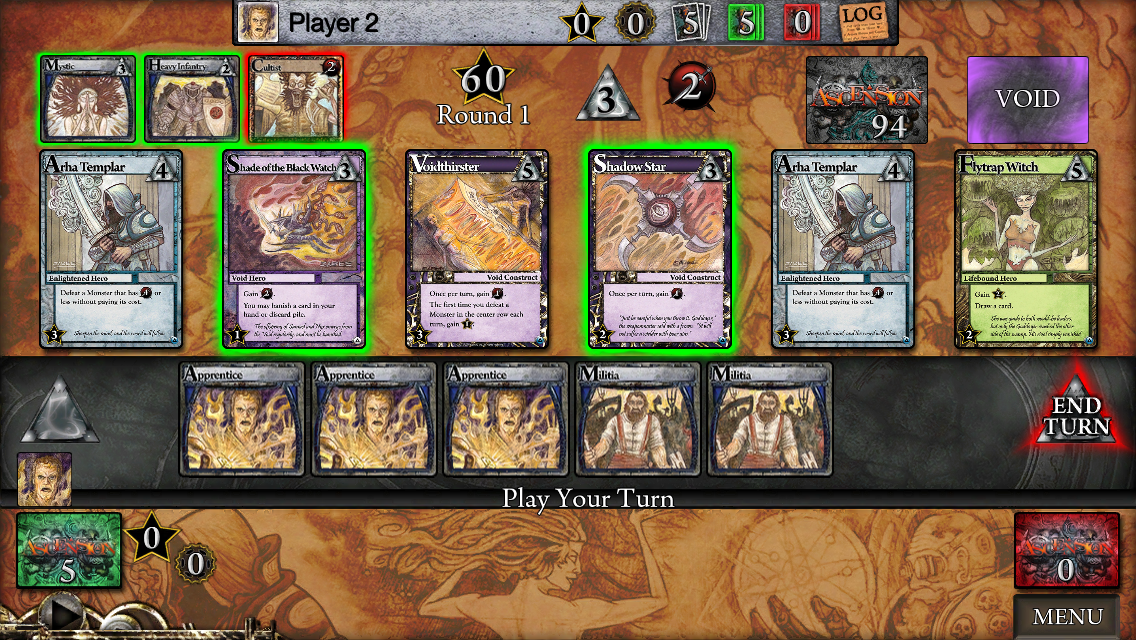 Player 2
0 0 5 5 0 LOG
Mystic 3
Heavy Infantry 2
Cultist 2
60
Round 1
3
2
ASCENSION
94
VOID
Arha Templar 4
Enlightened Hero
Defeat a Monster that has 4 or
less without paying its cost.
3
Shade of the Black Watch 3
Void Hero
Gain 2.
You may banish a card in your
hand or discard pile.
1
Voidthirster 5
Void Construct
Once per turn, gain 1.
The first time you defeat a
Monster in the center row each
turn, gain 1.
3
Shadow Star 3
Void Construct
Once per turn, gain 1.
2
Arha Templar 4
Enlightened Hero
Defeat a Monster that has 4 or
less without paying its cost.
3
Flytrap Witch 5
Lifebound Hero
Gain 2.
Draw a card.
2
Apprentice
Apprentice
Apprentice
Militia
Militia
END
TURN
Play Your Turn
ASCENSION
5
0
0
ASCENSION
0
MENU